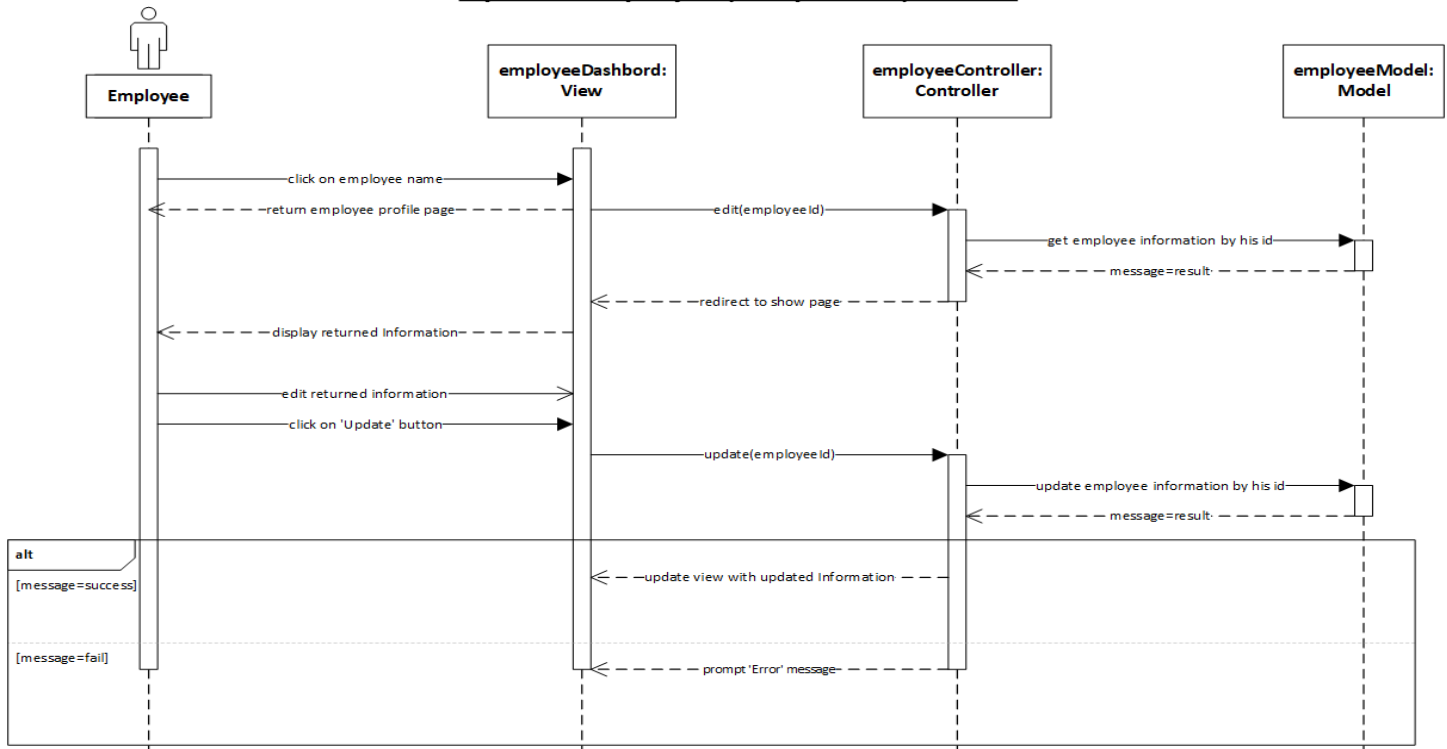 Employee
employeeDashbord:
View
employeeController:
Controller
employeeModel:
Model
click on employee name
return employee profile page
edit(employeeId)
get employee information by his id
message=result
redirect to show page
display returned Information
edit returned information
click on 'Update' button
update(employeeId)
update employee information by his id
message=result
alt
[message=success]
update view with updated Information
[message=fail]
prompt 'Error' message